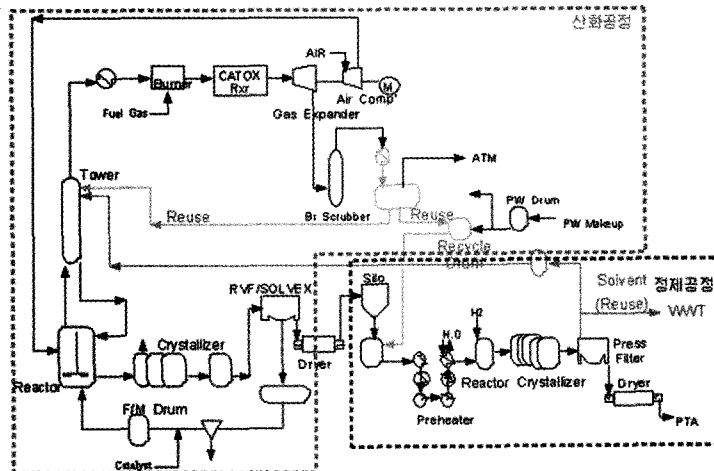 산화공정
AIR
Burner
CATOX
Rxr
M
Air Comp'
Fuel Gas
Gas Expander
Tower
ATM
Br Scrubber
PW Drum
Reuse
Reuse
PW Makeup
Recycle
RVF/SOLVEX
Silo
Solvent
정제공정
(Reuse)
WWT
H2
H2O
Crystallizer
Press
Filter
Dryer
Reactor
Reactor
Crystallizer
Dryer
F/M Drum
Preheater
PTA
Catalyst